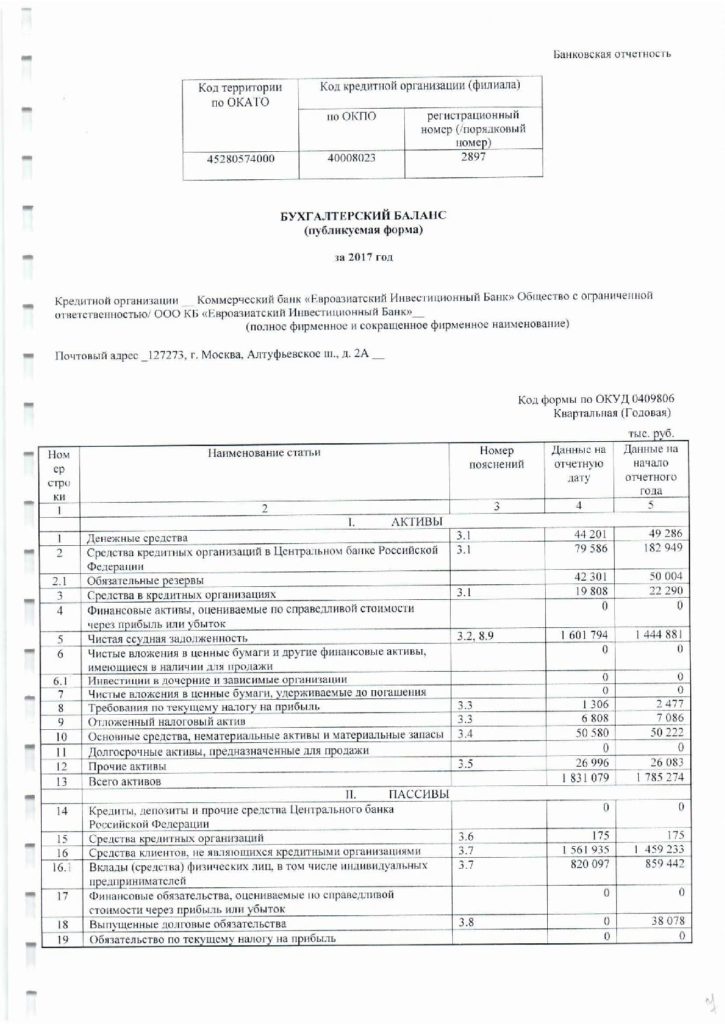 Банковская отчетность
Код территории по ОКАТО | Код кредитной организации (филиала)
по ОКПО | регистрационный номер (/порядковый номер)
45280574000 | 40008023 | 2897
БУХГАЛТЕРСКИЙ БАЛАНС
(публикуемая форма)
за 2017 год
Кредитной организации __ Коммерческий банк «Евроазиатский Инвестиционный Банк» Общество с ограниченной
ответственностью/ ООО КБ «Евроазиатский Инвестиционный Банк»__
(полное фирменное и сокращенное фирменное наименование)
Почтовый адрес _127273, г. Москва, Алтуфьевское ш., д. 2А __
Код формы по ОКУД 0409806
Квартальная (Годовая)
тыс. руб.
Ном ер стро ки | Наименование статьи | Номер пояснений | Данные на отчетную дату | Данные на начало отчетного года
1 | 2 | 3 | 4 | 5
I. АКТИВЫ
1 | Денежные средства | 3.1 | 44 201 | 49 286
2 | Средства кредитных организаций в Центральном банке Российской Федерации | 3.1 | 79 586 | 182 949
2.1 | Обязательные резервы | 42 301 | 50 004
3 | Средства в кредитных организациях | 3.1 | 19 808 | 22 290
4 | Финансовые активы, оцениваемые по справедливой стоимости через прибыль или убыток | 0 | 0
5 | Чистая ссудная задолженность | 3.2, 8.9 | 1 601 794 | 1 444 881
6 | Чистые вложения в ценные бумаги и другие финансовые активы, имеющиеся в наличии для продажи | 0 | 0
6.1 | Инвестиции в дочерние и зависимые организации | 0 | 0
7 | Чистые вложения в ценные бумаги, удерживаемые до погашения | 0 | 0
8 | Требования по текущему налогу на прибыль | 3.3 | 1 306 | 2 477
9 | Отложенный налоговый актив | 3.3 | 6 808 | 7 086
10 | Основные средства, нематериальные активы и материальные запасы | 3.4 | 50 580 | 50 222
11 | Долгосрочные активы, предназначенные для продажи | 0 | 0
12 | Прочие активы | 3.5 | 26 996 | 26 083
13 | Всего активов | 1 831 079 | 1 785 274
II. ПАССИВЫ
14 | Кредиты, депозиты и прочие средства Центрального банка Российской Федерации | 0 | 0
15 | Средства кредитных организаций | 3.6 | 175 | 175
16 | Средства клиентов, не являющихся кредитными организациями | 3.7 | 1 561 935 | 1 459 233
16.1 | Вклады (средства) физических лиц, в том числе индивидуальных предпринимателей | 3.7 | 820 097 | 859 442
17 | Финансовые обязательства, оцениваемые по справедливой стоимости через прибыль или убыток | 0 | 0
18 | Выпущенные долговые обязательства | 3.8 | 0 | 38 078
19 | Обязательство по текущему налогу на прибыль | 0 | 0